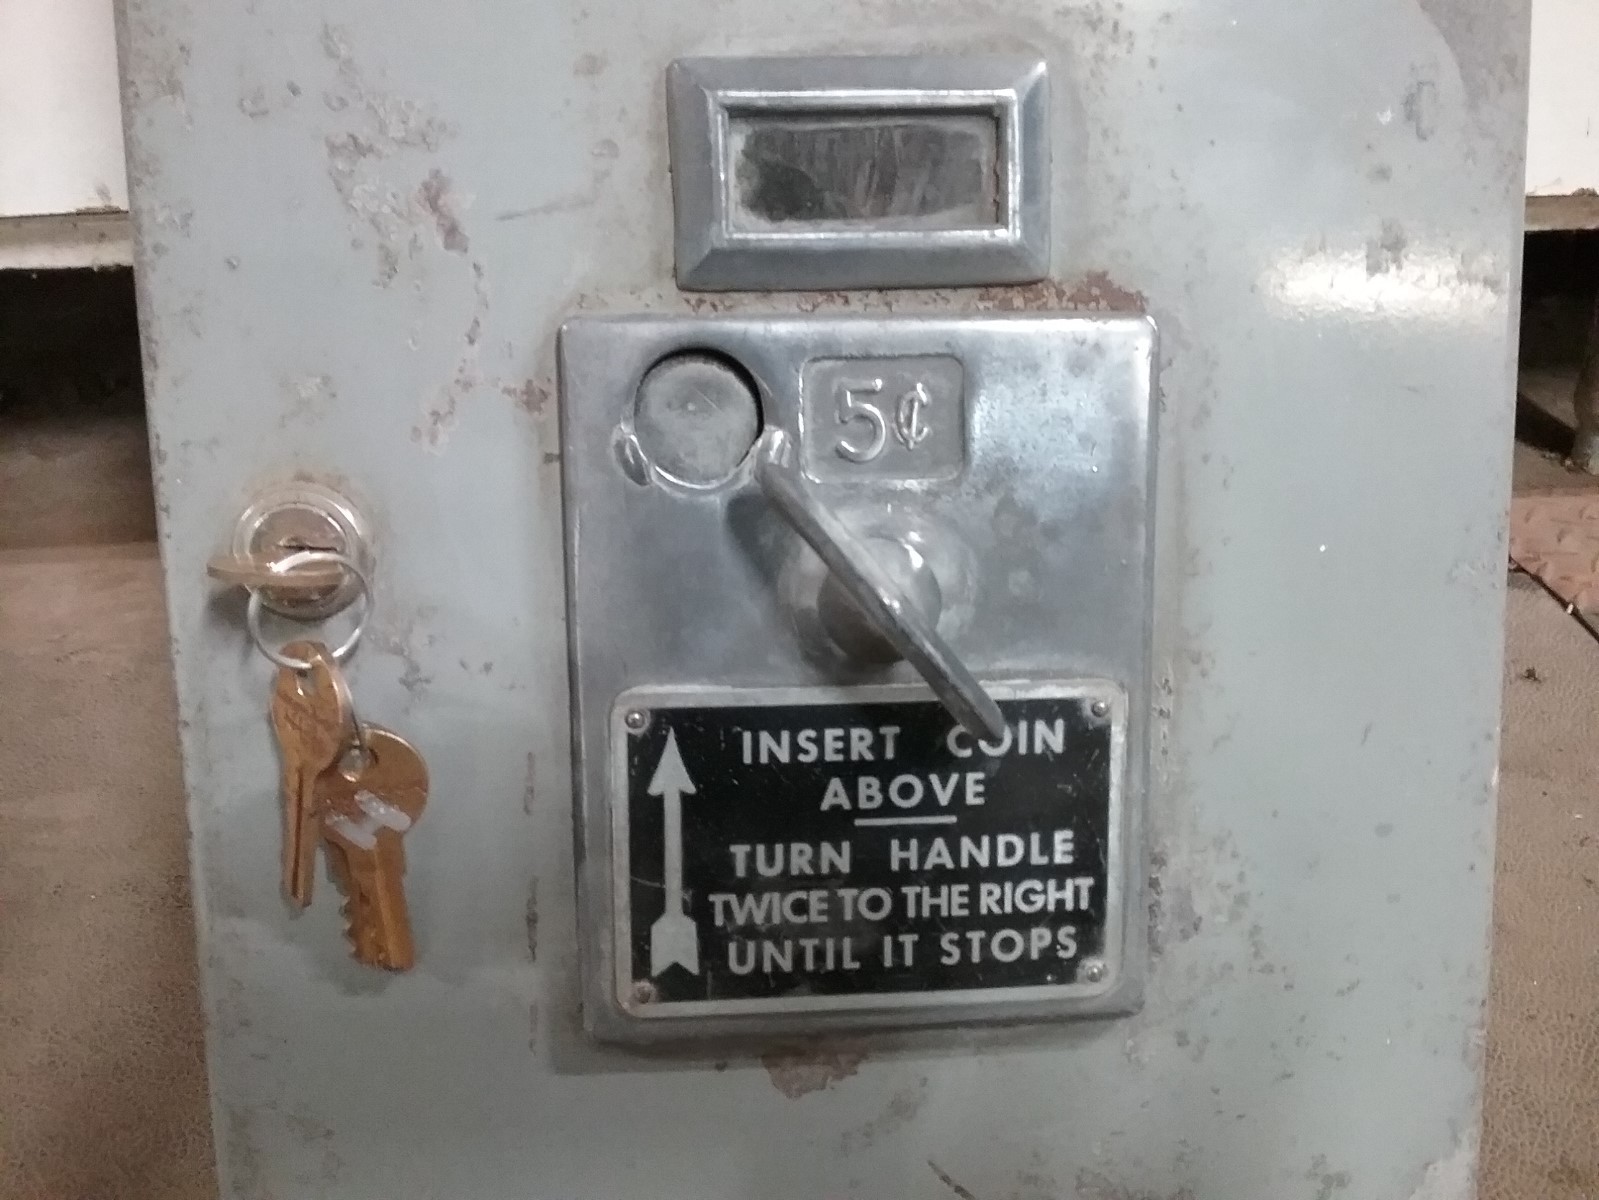 5¢
INSERT COIN
ABOVE
TURN HANDLE
TWICE TO THE RIGHT
UNTIL IT STOPS